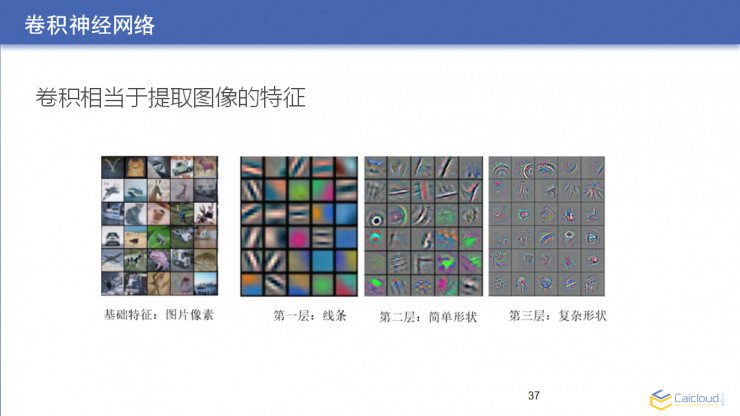 卷积神经网络
卷积相当于提取图像的特征
基础特征：图片像素
第一层：线条
第二层：简单形状
第三层：复杂形状
37
Caicloud